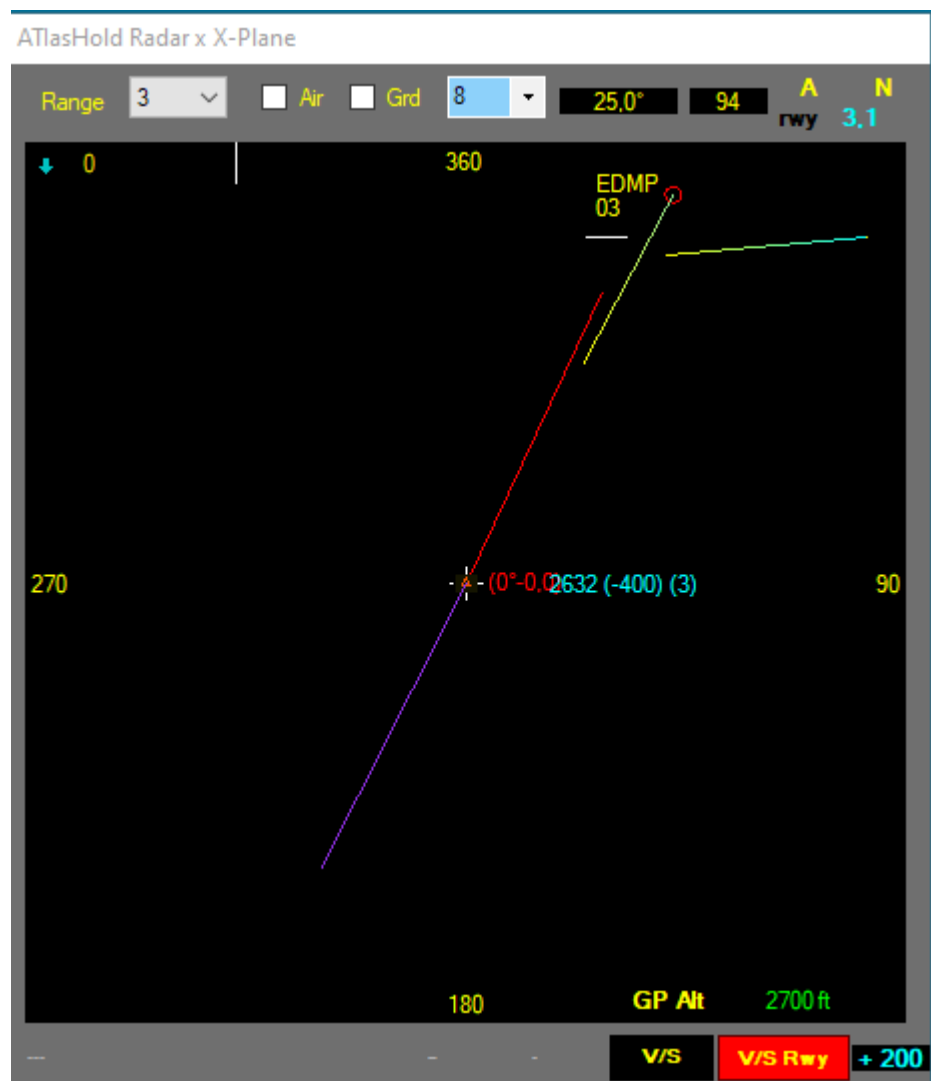 ATlasHold Radar x X-Plane
Range 3 Air Grd 8 25,0° 94 A N
rwy 3,1
0 360
EDMP
03
270 (0°-0.0) 2632 (-400) (3) 90
180 GP Alt 2700 ft
--- - - V/S V/S Rwy + 200